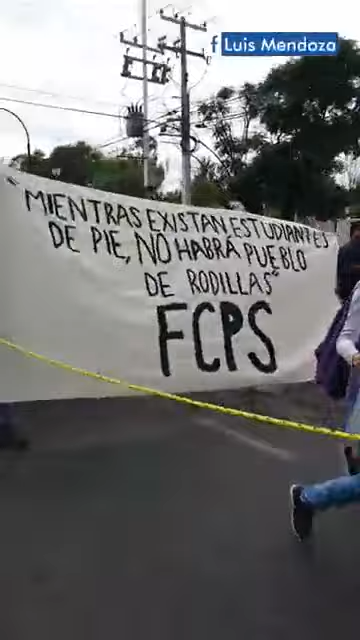 f Luis Mendoza
"MIENTRAS EXISTAN ESTUDIANTES
DE PIE, NO HABRÁ PUEBLO
DE RODILLAS"
FCPS